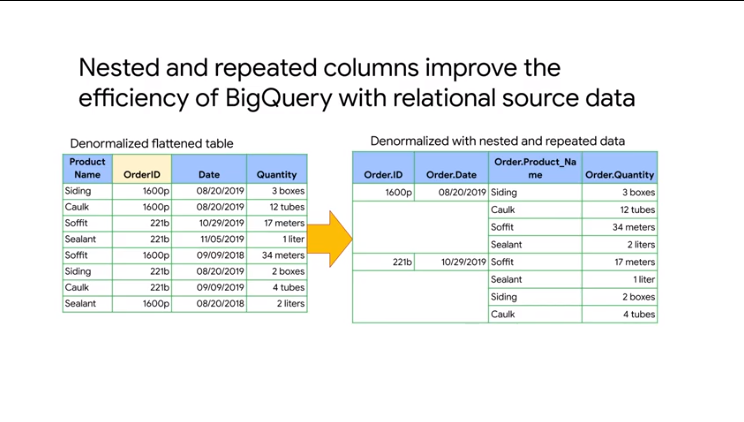 Nested and repeated columns improve the
efficiency of BigQuery with relational source data
Denormalized flattened table
Product Name OrderID Date Quantity
Siding 1600p 08/20/2019 3 boxes
Caulk 1600p 08/20/2019 12 tubes
Soffit 221b 10/29/2019 17 meters
Sealant 221b 11/05/2019 1 liter
Soffit 1600p 09/09/2018 34 meters
Siding 221b 08/20/2019 2 boxes
Caulk 221b 09/09/2019 4 tubes
Sealant 1600p 08/20/2018 2 liters
Denormalized with nested and repeated data
Order.ID Order.Date Order.Product_Name Order.Quantity
1600p 08/20/2019 Siding 3 boxes
Caulk 12 tubes
Soffit 34 meters
Sealant 2 liters
221b 10/29/2019 Soffit 17 meters
Sealant 1 liter
Siding 2 boxes
Caulk 4 tubes